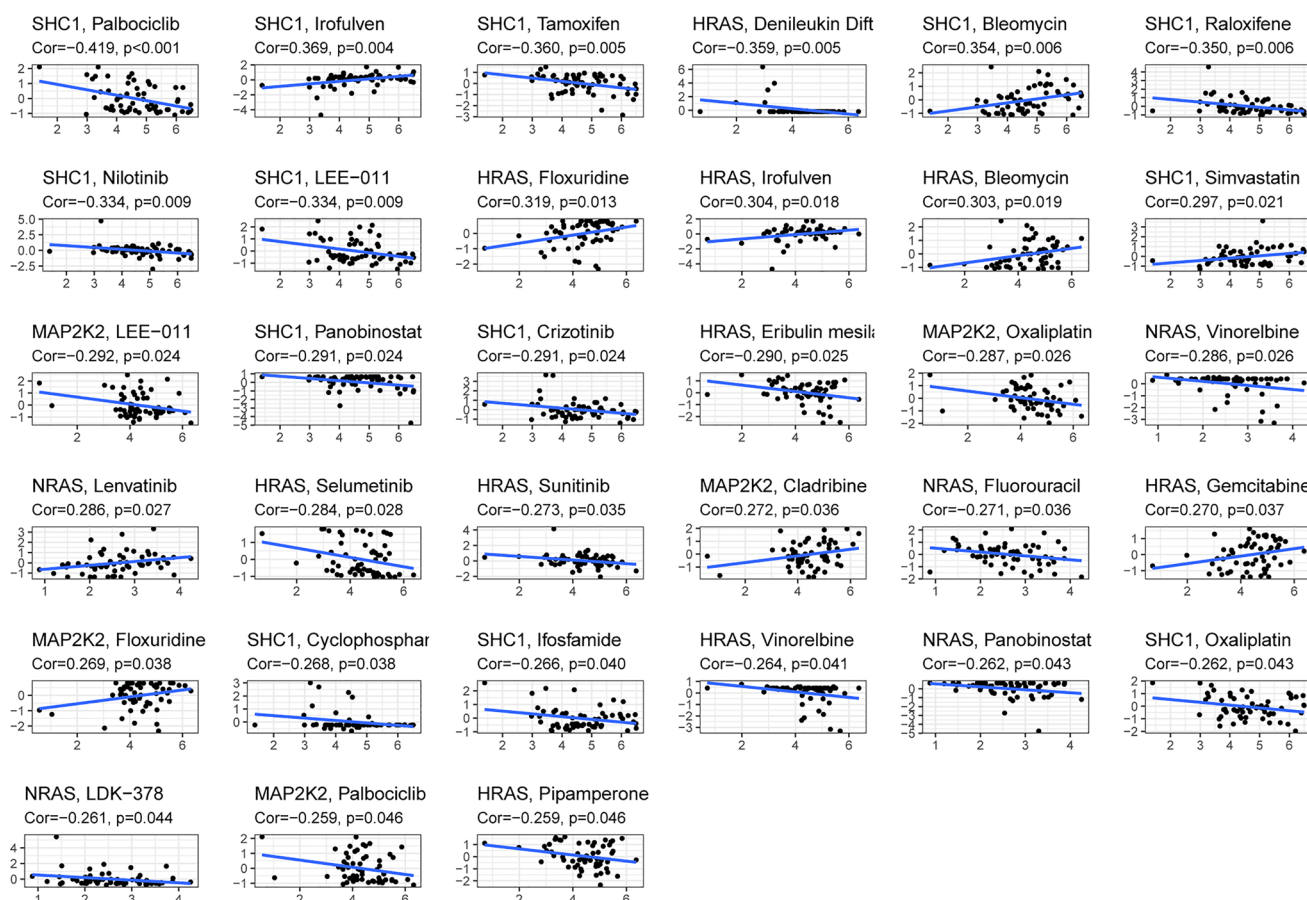 SHC1, Palbociclib
Cor=−0.419, p<0.001
SHC1, Irofulven
Cor=0.369, p=0.004
SHC1, Tamoxifen
Cor=−0.360, p=0.005
HRAS, Denileukin Dift
Cor=−0.359, p=0.005
SHC1, Bleomycin
Cor=0.354, p=0.006
SHC1, Raloxifene
Cor=−0.350, p=0.006
SHC1, Nilotinib
Cor=−0.334, p=0.009
SHC1, LEE−011
Cor=−0.334, p=0.009
HRAS, Floxuridine
Cor=0.319, p=0.013
HRAS, Irofulven
Cor=0.304, p=0.018
HRAS, Bleomycin
Cor=0.303, p=0.019
SHC1, Simvastatin
Cor=0.297, p=0.021
MAP2K2, LEE−011
Cor=−0.292, p=0.024
SHC1, Panobinostat
Cor=−0.291, p=0.024
SHC1, Crizotinib
Cor=−0.291, p=0.024
HRAS, Eribulin mesila
Cor=−0.290, p=0.025
MAP2K2, Oxaliplatin
Cor=−0.287, p=0.026
NRAS, Vinorelbine
Cor=−0.286, p=0.026
NRAS, Lenvatinib
Cor=0.286, p=0.027
HRAS, Selumetinib
Cor=−0.284, p=0.028
HRAS, Sunitinib
Cor=−0.273, p=0.035
MAP2K2, Cladribine
Cor=0.272, p=0.036
NRAS, Fluorouracil
Cor=−0.271, p=0.036
HRAS, Gemcitabine
Cor=0.270, p=0.037
MAP2K2, Floxuridine
Cor=0.269, p=0.038
SHC1, Cyclophosphar
Cor=−0.268, p=0.038
SHC1, Ifosfamide
Cor=−0.266, p=0.040
HRAS, Vinorelbine
Cor=−0.264, p=0.041
NRAS, Panobinostat
Cor=−0.262, p=0.043
SHC1, Oxaliplatin
Cor=−0.262, p=0.043
NRAS, LDK−378
Cor=−0.261, p=0.044
MAP2K2, Palbociclib
Cor=−0.259, p=0.046
HRAS, Pipamperone
Cor=−0.259, p=0.046